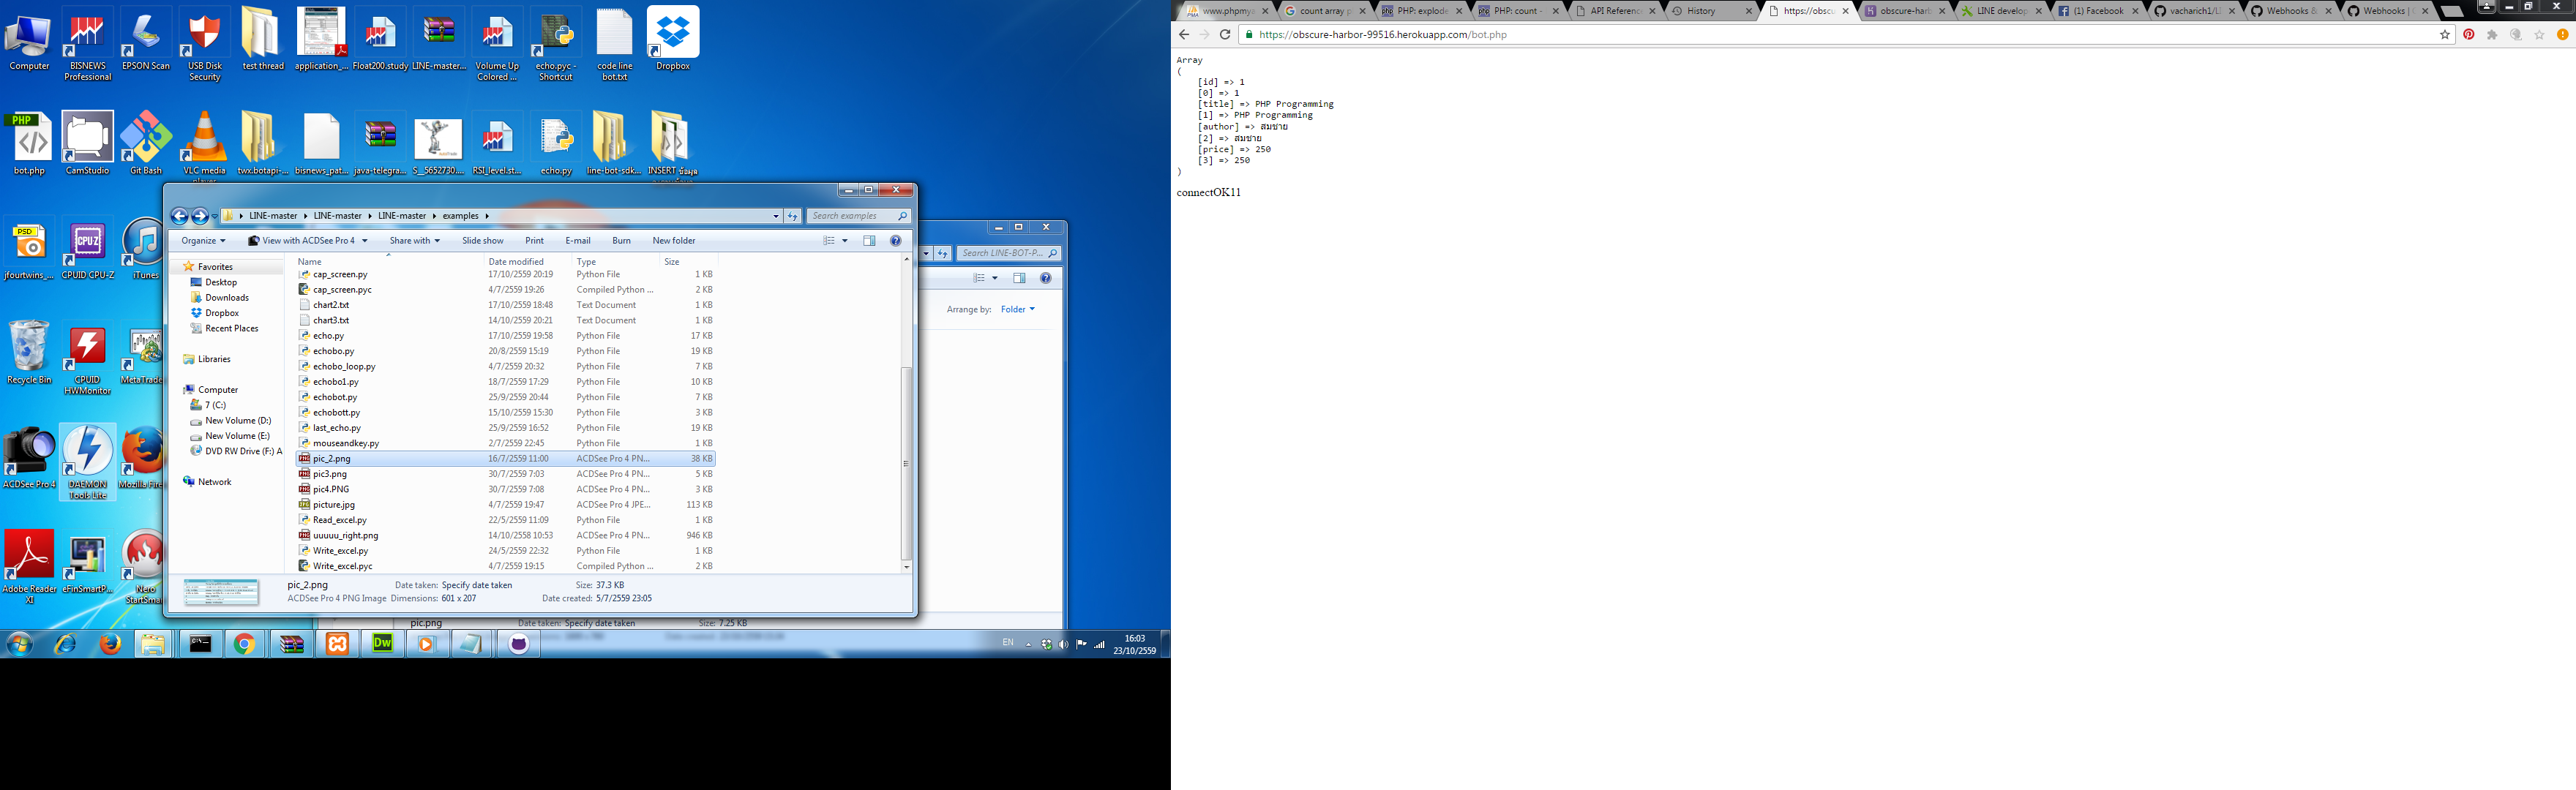 Computer
BISNEWS Professional
EPSON Scan
USB Disk Security
test thread
application_...
Float200.study
LINE-master...
Volume Up Colored ...
echo.pyc - Shortcut
code line bot.txt
Dropbox
PHP
bot.php
CamStudio
Git Bash
VLC media
twx.botapi-...
bisnews_pat...
java-telegra...
S__5652730....
RSI_level.st...
echo.py
line-bot-sdk...
INSERT ข้อมูล
PSD
jfourtwins_...
CPUID CPU-Z
iTunes
Recycle Bin
CPUID HWMonitor
MetaTrade
ACDSee Pro 4
DAEMON Tools Lite
Mozilla Firef
Adobe Reader XI
eFinSmartP...
Nero StartSmar
LINE-master
LINE-master
LINE-master
examples
Search examples
Organize
View with ACDSee Pro 4
Share with
Slide show
Print
E-mail
Burn
New folder
Favorites
Desktop
Downloads
Dropbox
Recent Places
Libraries
Computer
7 (C:)
New Volume (D:)
New Volume (E:)
DVD RW Drive (F:) A
Network
Name Date modified Type Size
cap_screen.py 17/10/2559 20:19 Python File 1 KB
cap_screen.pyc 4/7/2559 19:26 Compiled Python ... 2 KB
chart2.txt 17/10/2559 18:48 Text Document 1 KB
chart3.txt 14/10/2559 20:21 Text Document 1 KB
echo.py 17/10/2559 19:58 Python File 17 KB
echobo.py 20/8/2559 15:19 Python File 19 KB
echobo_loop.py 4/7/2559 20:32 Python File 7 KB
echobo1.py 18/7/2559 17:29 Python File 10 KB
echobot.py 25/9/2559 20:44 Python File 7 KB
echobott.py 15/10/2559 15:30 Python File 3 KB
last_echo.py 25/9/2559 16:52 Python File 19 KB
mouseandkey.py 2/7/2559 22:45 Python File 1 KB
pic_2.png 16/7/2559 11:00 ACDSee Pro 4 PN... 38 KB
pic3.png 30/7/2559 7:03 ACDSee Pro 4 PN... 5 KB
pic4.PNG 30/7/2559 7:08 ACDSee Pro 4 PN... 3 KB
picture.jpg 4/7/2559 19:47 ACDSee Pro 4 JPE... 113 KB
Read_excel.py 22/5/2559 11:09 Python File 1 KB
uuuuu_right.png 14/10/2558 10:53 ACDSee Pro 4 PN... 946 KB
Write_excel.py 24/5/2559 22:32 Python File 1 KB
Write_excel.pyc 4/7/2559 19:15 Compiled Python ... 2 KB
pic_2.png Date taken: Specify date taken Size: 37.3 KB
ACDSee Pro 4 PNG Image Dimensions: 601 x 207 Date created: 5/7/2559 23:05
Search LINE-BOT-P...
Arrange by: Folder
pic.png Date taken: Specify date taken Size: 7.25 KB
Dw
EN
16:03
23/10/2559
www.phpmya
count array p
PHP: explode
PHP: count -
API Referenc
History
https://obscu
obscure-harb
LINE develop
(1) Facebook
vacharich1/LI
Webhooks &
Webhooks | G
https://obscure-harbor-99516.herokuapp.com/bot.php
Array
(
[id] => 1
[0] => 1
[title] => PHP Programming
[1] => PHP Programming
[author] => สมชาย
[2] => สมชาย
[price] => 250
[3] => 250
)
connectOK11